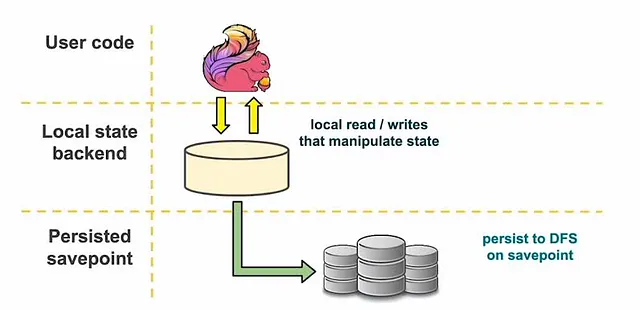 User code
Local state
backend
local read / writes
that manipulate state
Persisted
savepoint
persist to DFS
on savepoint